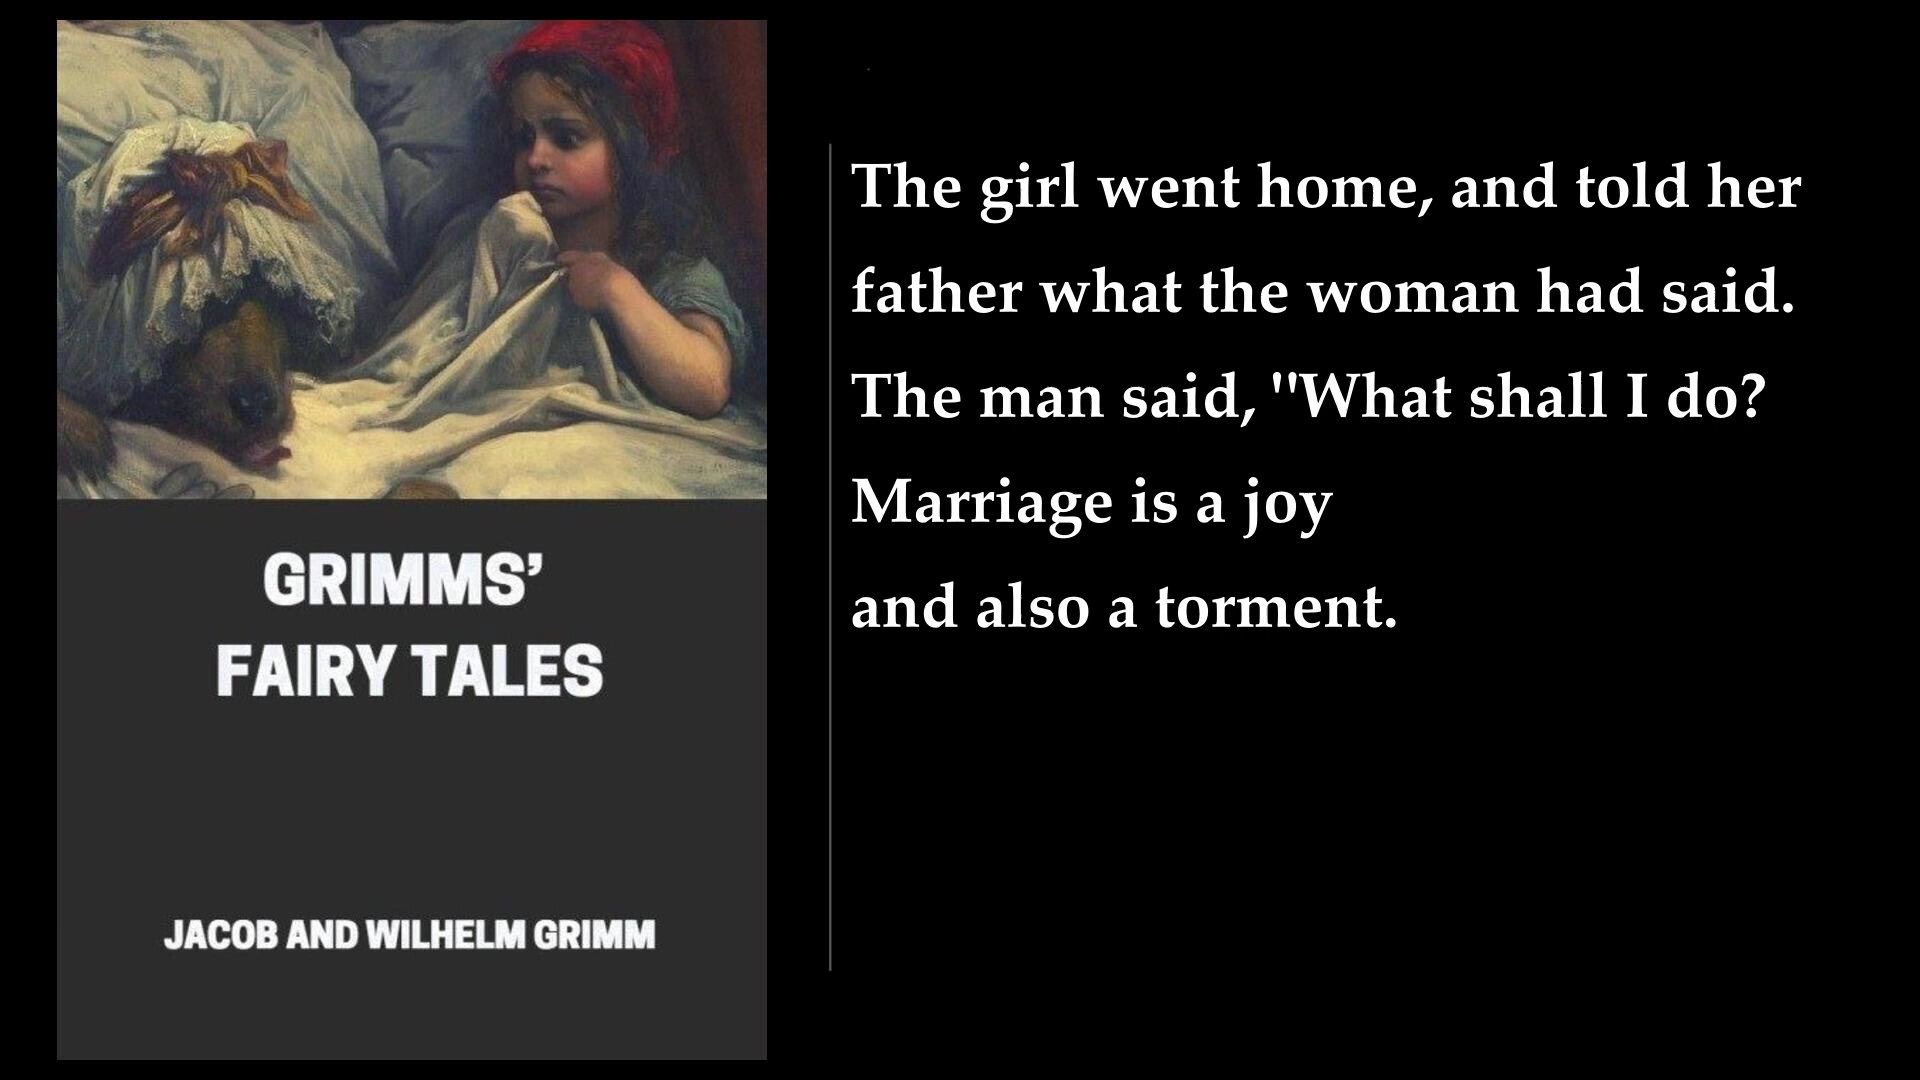 GRIMMS’
FAIRY TALES
JACOB AND WILHELM GRIMM
The girl went home, and told her
father what the woman had said.
The man said, "What shall I do?
Marriage is a joy
and also a torment.